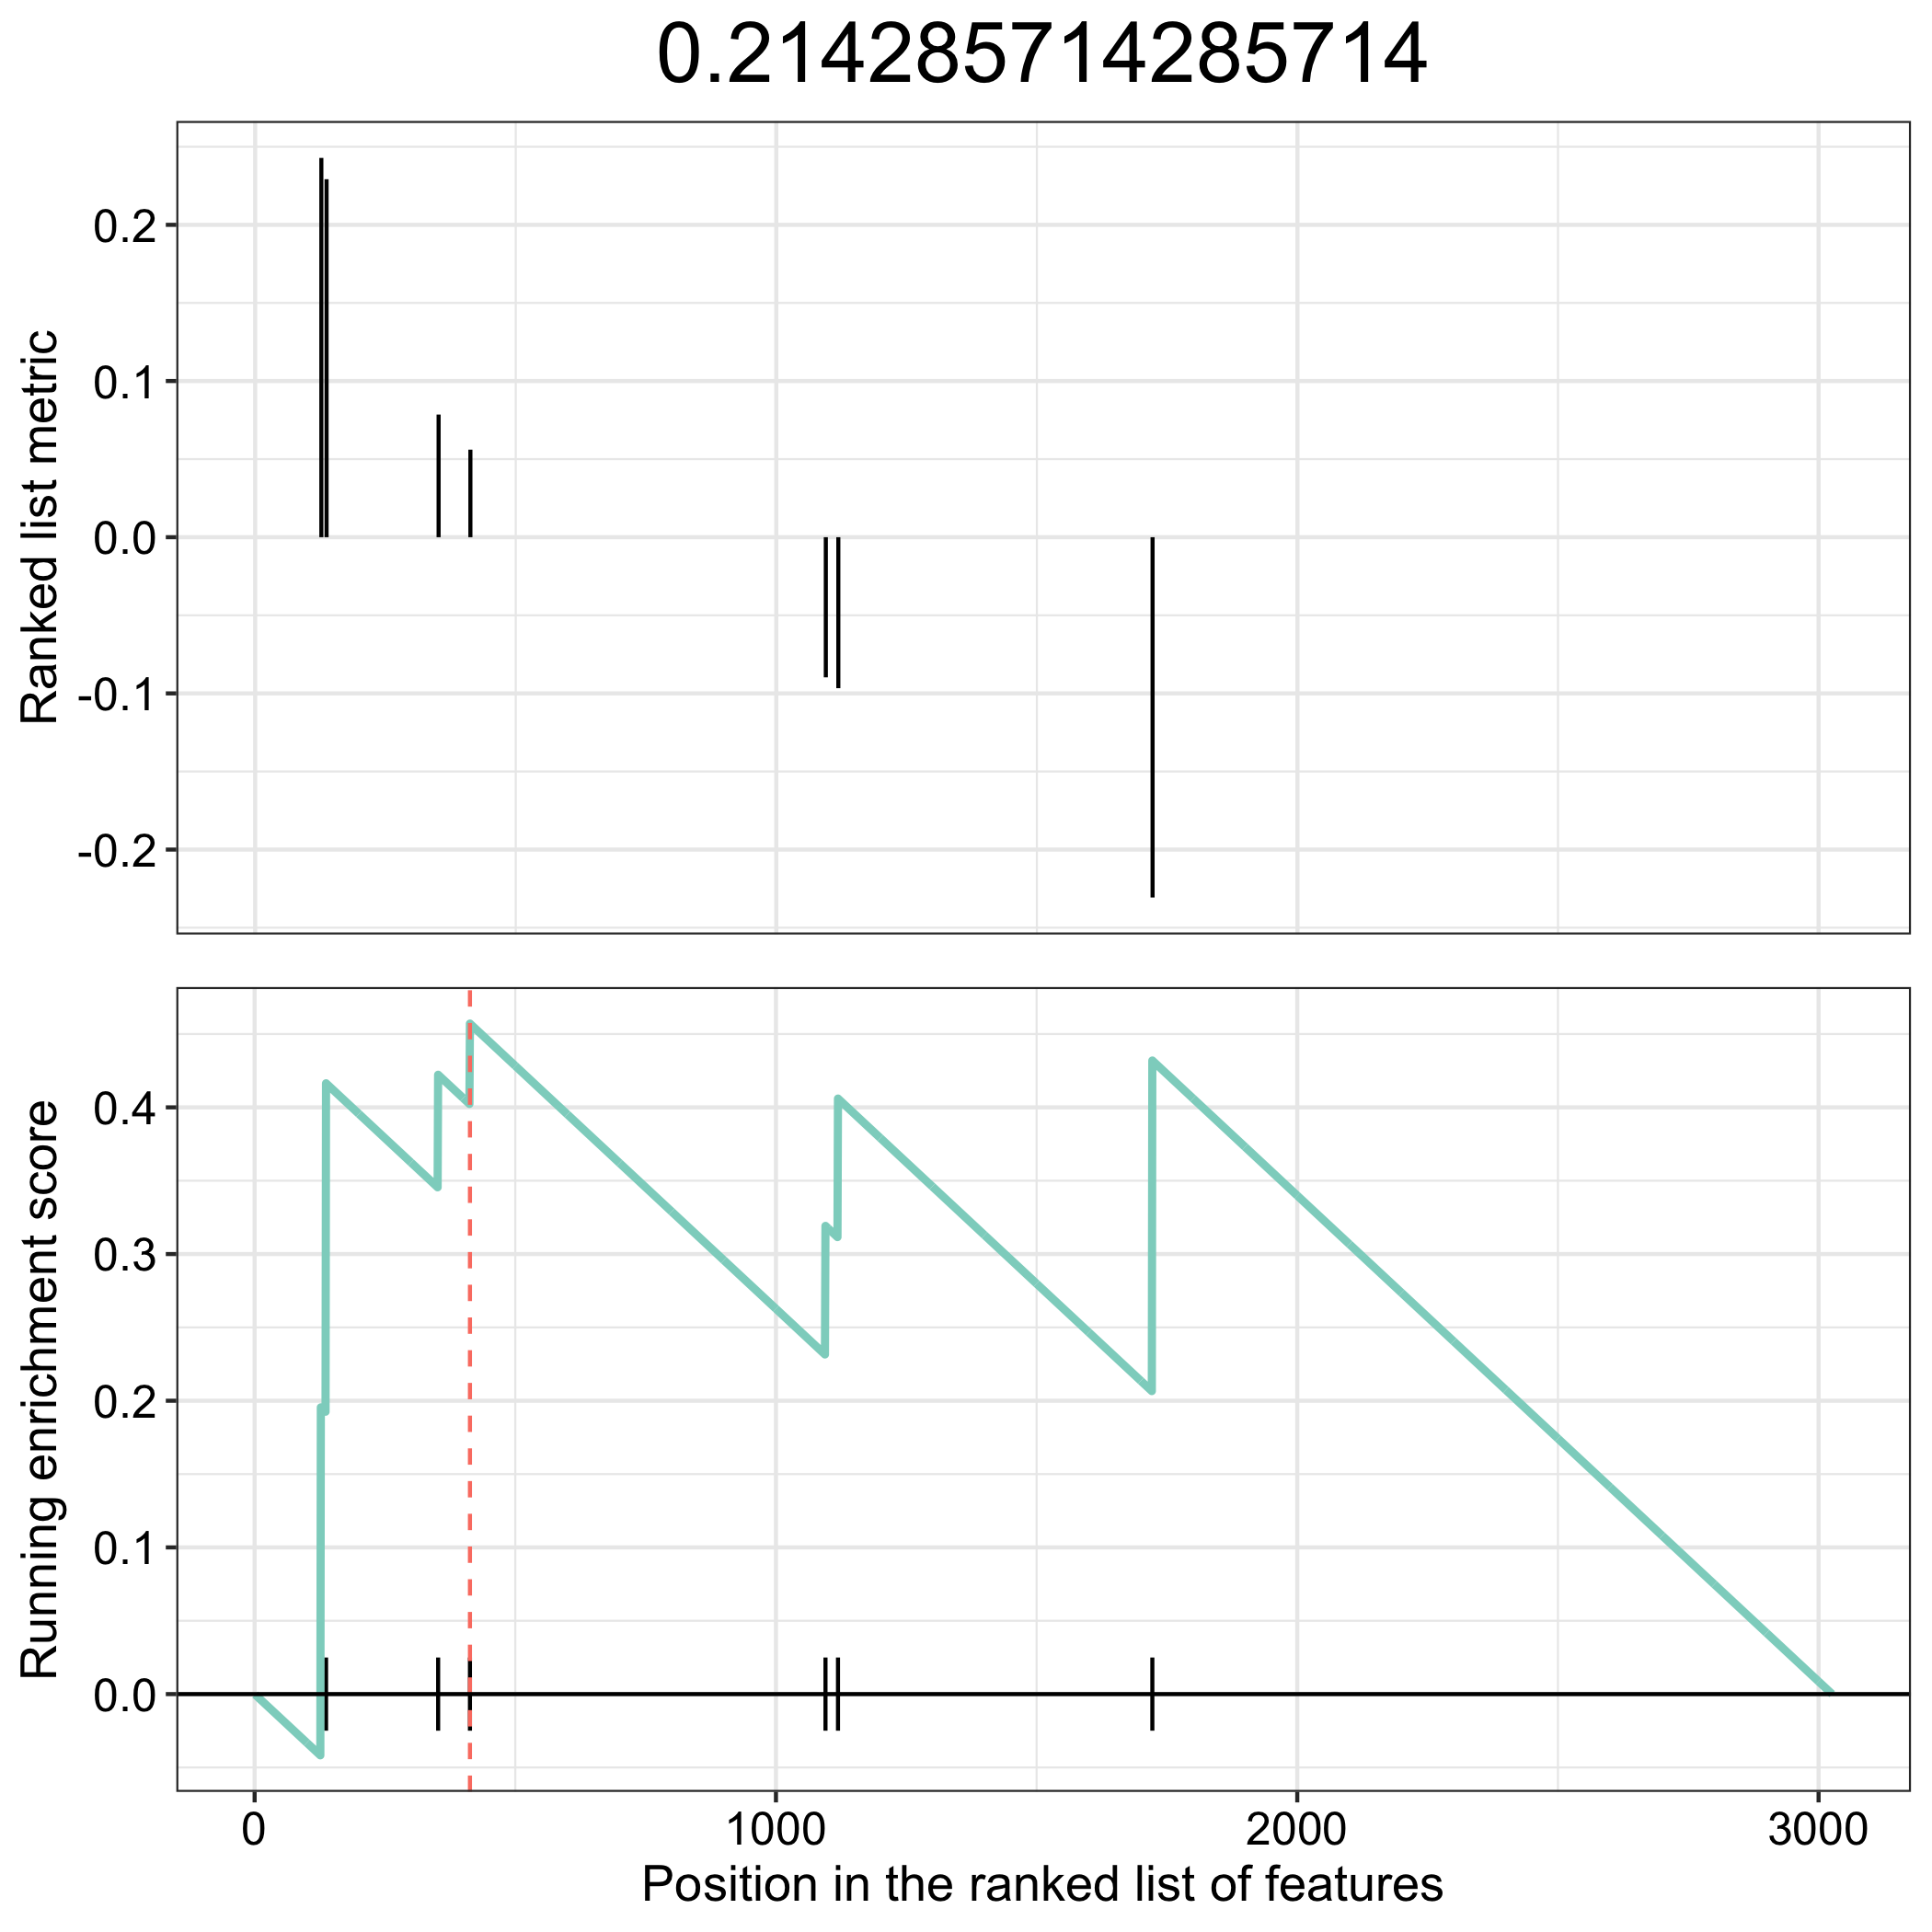 0.214285714285714
Ranked list metric
0.2
0.1
0.0
-0.1
-0.2
Running enrichment score
0.4
0.3
0.2
0.1
0.0
0 1000 2000 3000
Position in the ranked list of features